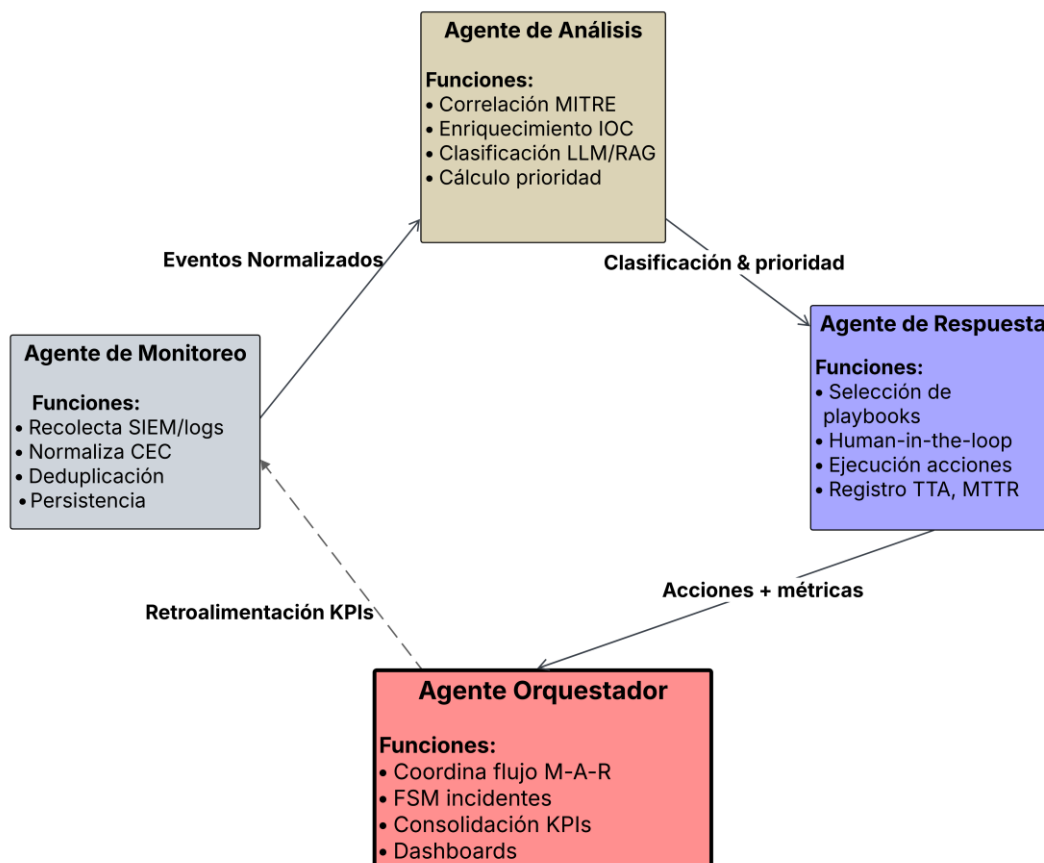 Agente de Análisis
Funciones:
• Correlación MITRE
• Enriquecimiento IOC
• Clasificación LLM/RAG
• Cálculo prioridad
Eventos Normalizados
Clasificación & prioridad
Agente de Monitoreo
Funciones:
• Recolecta SIEM/logs
• Normaliza CEC
• Deduplicación
• Persistencia
Agente de Respuesta
Funciones:
• Selección de
playbooks
• Human-in-the-loop
• Ejecución acciones
• Registro TTA, MTTR
Acciones + métricas
Retroalimentación KPIs
Agente Orquestador
Funciones:
• Coordina flujo M-A-R
• FSM incidentes
• Consolidación KPIs
• Dashboards